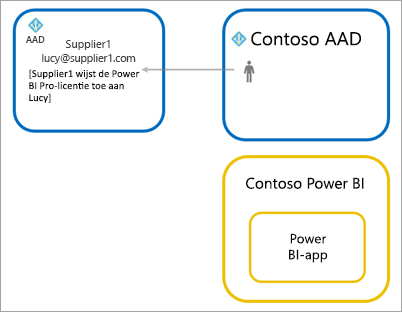 AAD
Supplier1
lucy@supplier1.com
[Supplier1 wijst de Power
BI Pro-licentie toe aan
Lucy]
Contoso AAD
Contoso Power BI
Power
BI-app